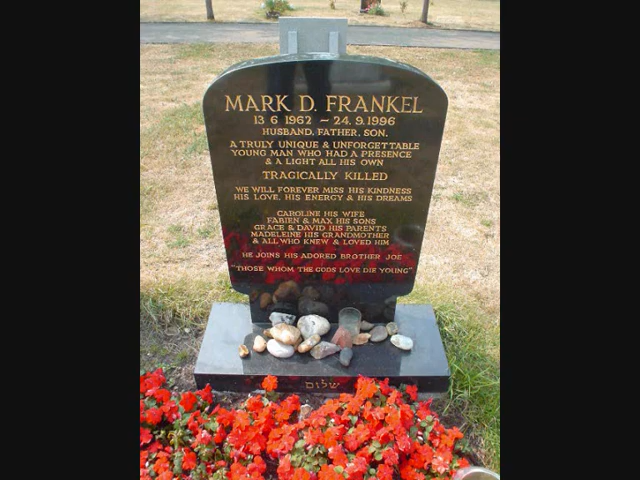 MARK D. FRANKEL
13 6 1962 ~ 24.9.1996
HUSBAND, FATHER, SON.
A TRULY UNIQUE & UNFORGETTABLE
YOUNG MAN WHO HAD A PRESENCE
& A LIGHT ALL HIS OWN
TRAGICALLY KILLED
WE WILL FOREVER MISS HIS KINDNESS
HIS LOVE, HIS ENERGY & HIS DREAMS
CAROLINE HIS WIFE
FABIEN & MAX HIS SONS
GRACE & DAVID HIS PARENTS
MADELEINE HIS GRANDMOTHER
& ALL WHO KNEW & LOVED HIM
HE JOINS HIS ADORED BROTHER JOE
"THOSE WHOM THE GODS LOVE DIE YOUNG"
שלום